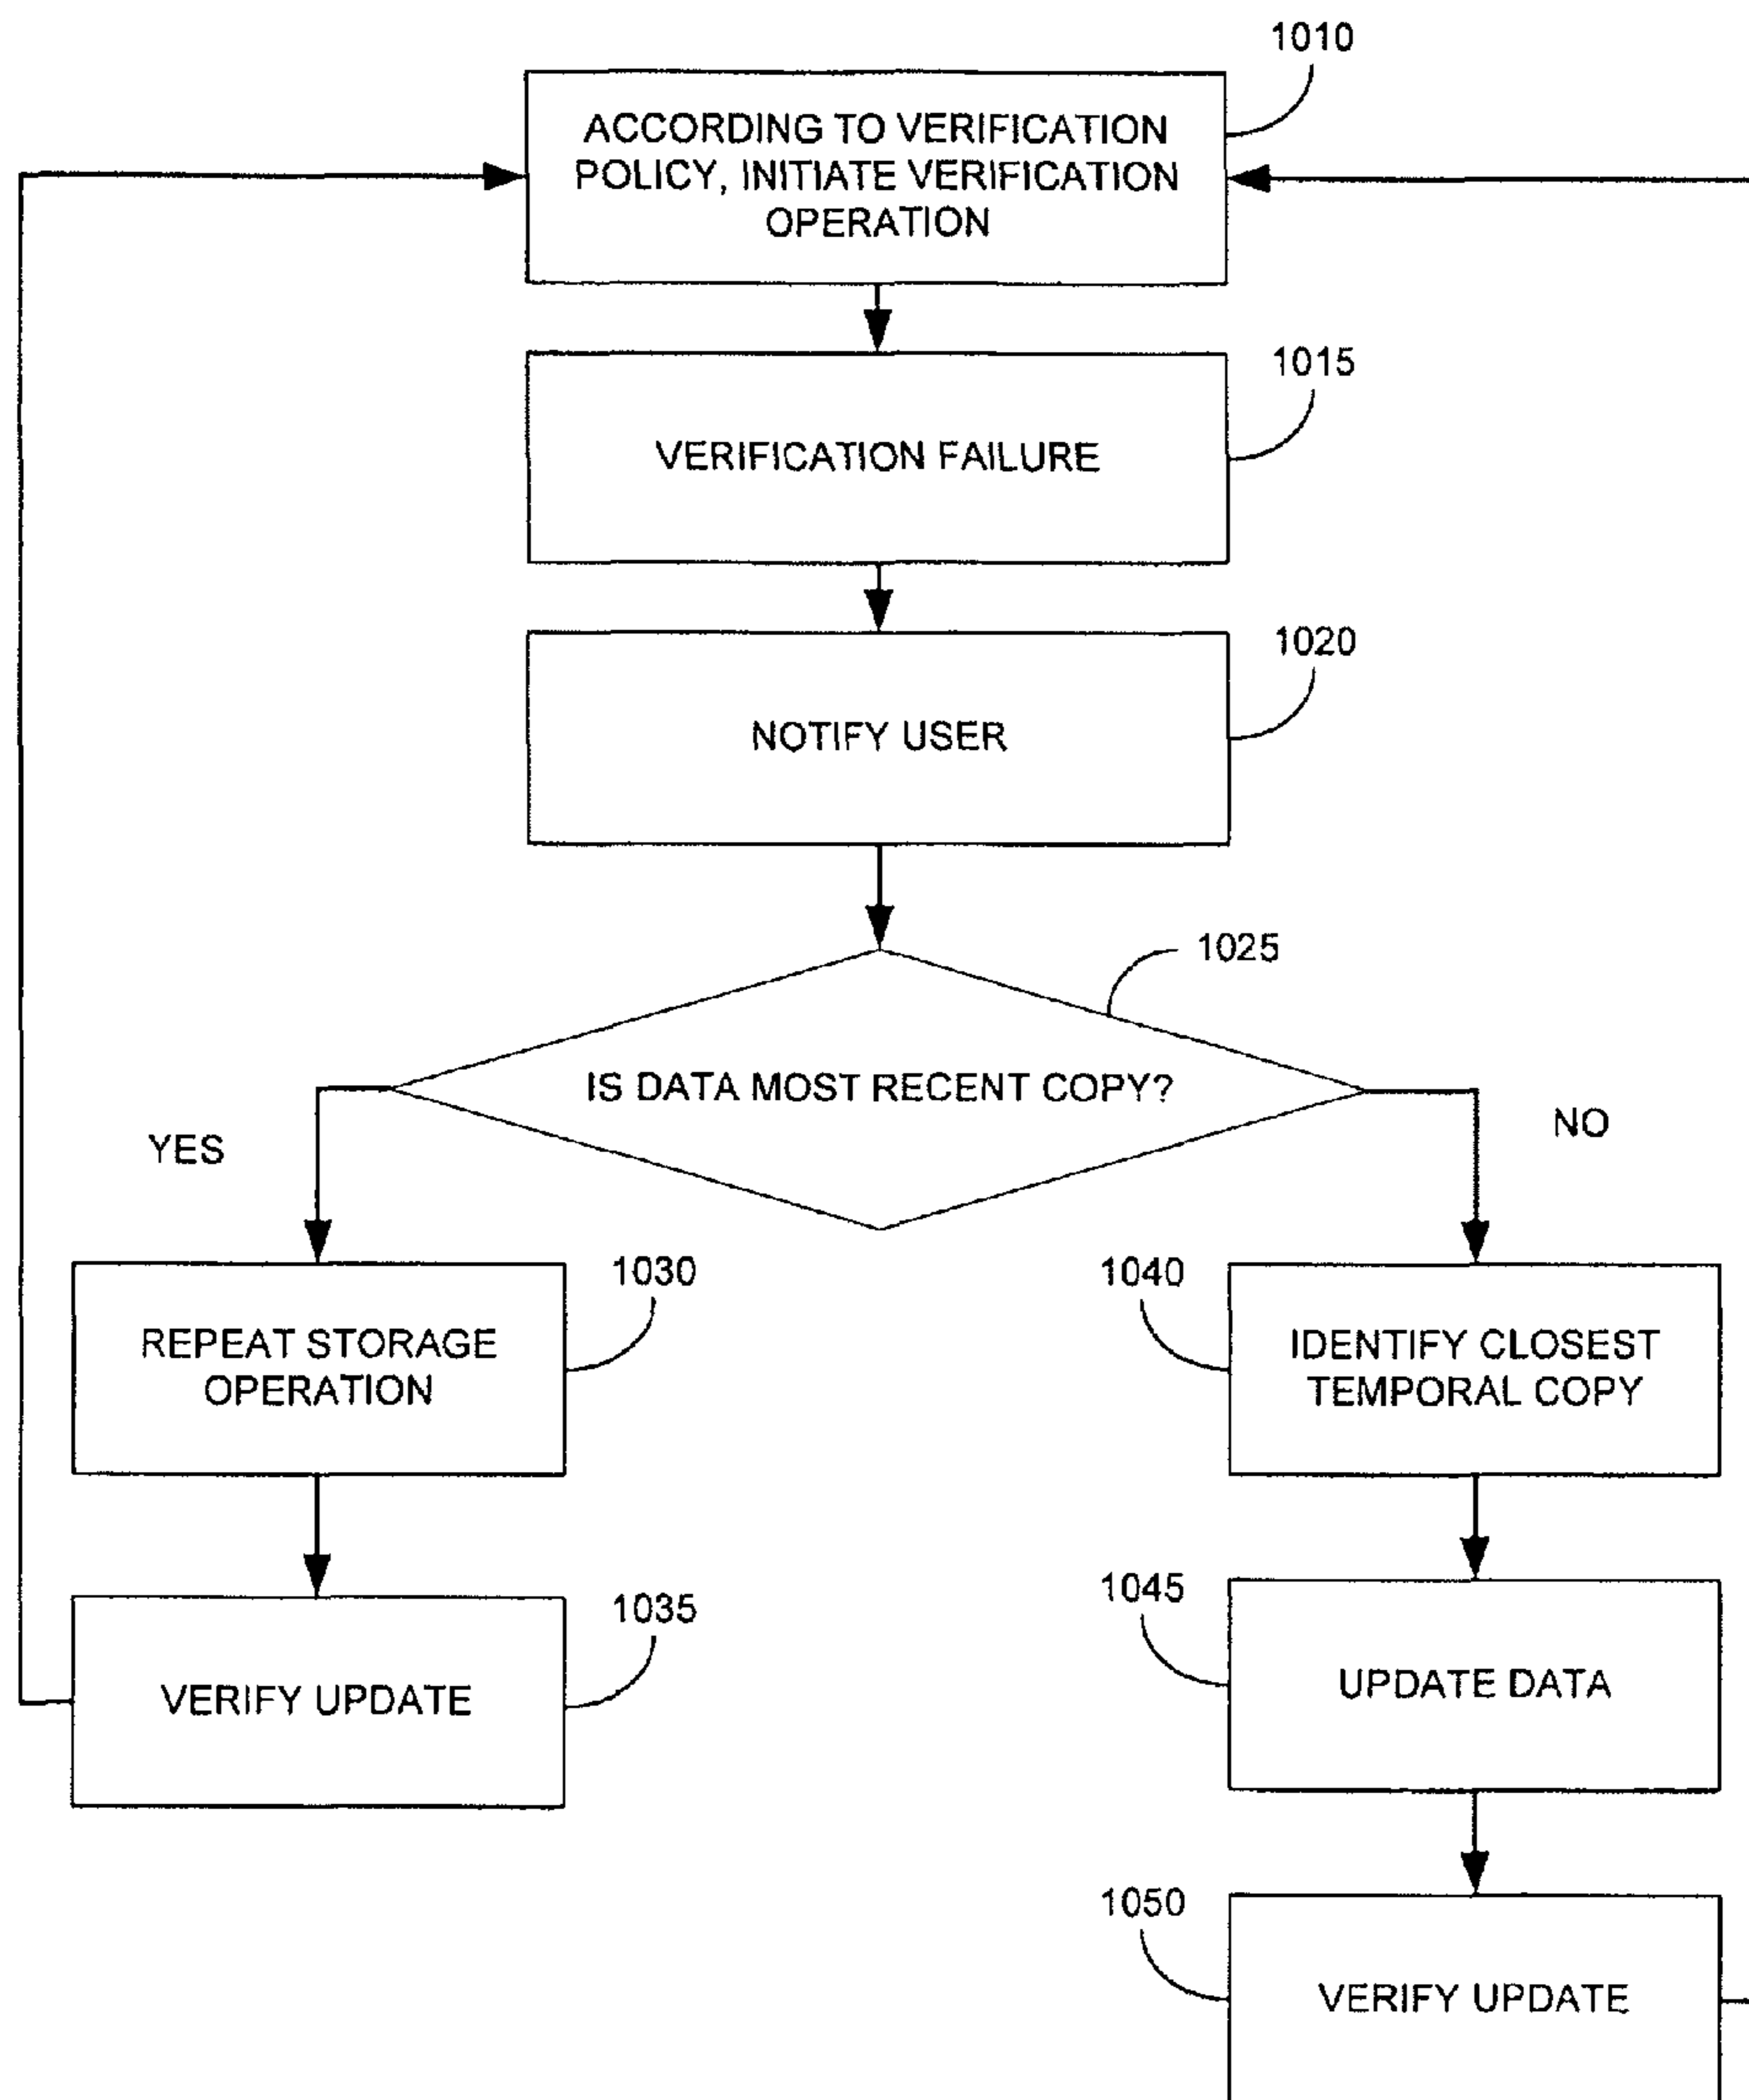 1010
ACCORDING TO VERIFICATION
POLICY, INITIATE VERIFICATION
OPERATION
1015
VERIFICATION FAILURE
1020
NOTIFY USER
1025
IS DATA MOST RECENT COPY?
YES
NO
1030
REPEAT STORAGE
OPERATION
1040
IDENTIFY CLOSEST
TEMPORAL COPY
1035
VERIFY UPDATE
1045
UPDATE DATA
1050
VERIFY UPDATE